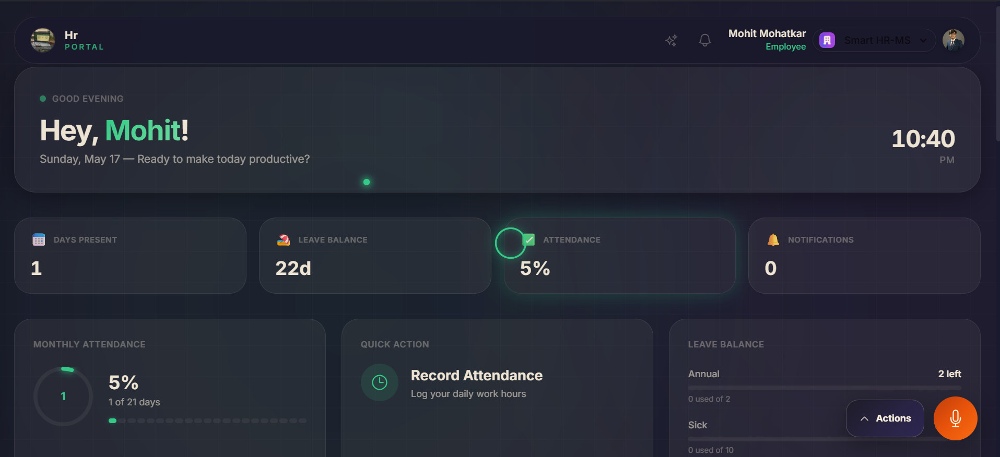 Hr
PORTAL
Mohit Mohatkar
Employee
Smart HR-MS
GOOD EVENING
Hey, Mohit!
Sunday, May 17 — Ready to make today productive?
10:40
PM
DAYS PRESENT
1
LEAVE BALANCE
22d
ATTENDANCE
5%
NOTIFICATIONS
0
MONTHLY ATTENDANCE
1
5%
1 of 21 days
QUICK ACTION
Record Attendance
Log your daily work hours
LEAVE BALANCE
Annual
2 left
0 used of 2
Sick
0 used of 10
Actions